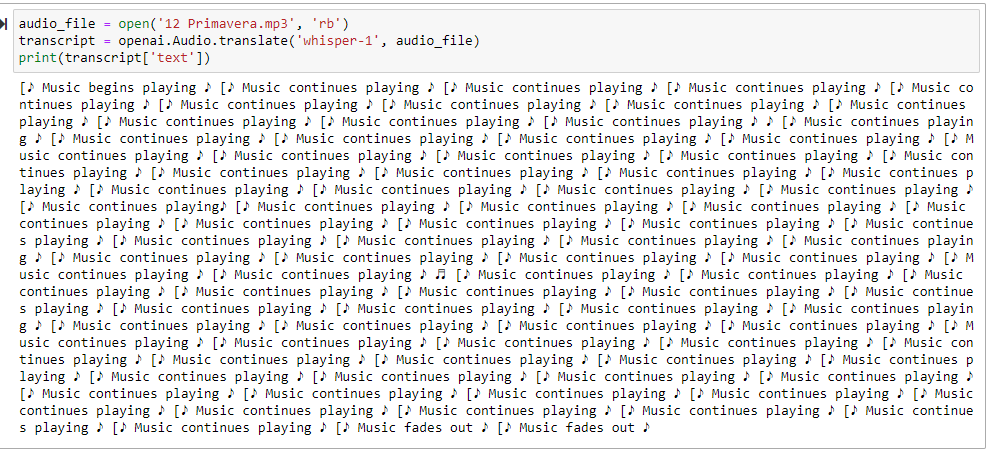 audio_file = open('12 Primavera.mp3', 'rb')
transcript = openai.Audio.translate('whisper-1', audio_file)
print(transcript['text'])
[♪ Music begins playing ♪ [♪ Music continues playing ♪ [♪ Music continues playing ♪ [♪ Music continues playing ♪ [♪ Music co
ntinues playing ♪ [♪ Music continues playing ♪ [♪ Music continues playing ♪ [♪ Music continues playing ♪ [♪ Music continues
playing ♪ [♪ Music continues playing ♪ [♪ Music continues playing ♪ [♪ Music continues playing ♪ ♪ [♪ Music continues playin
g ♪ [♪ Music continues playing ♪ [♪ Music continues playing ♪ [♪ Music continues playing ♪ [♪ Music continues playing ♪ [♪ M
usic continues playing ♪ [♪ Music continues playing ♪ [♪ Music continues playing ♪ [♪ Music continues playing ♪ [♪ Music con
tinues playing ♪ [♪ Music continues playing ♪ [♪ Music continues playing ♪ [♪ Music continues playing ♪ [♪ Music continues p
laying ♪ [♪ Music continues playing ♪ [♪ Music continues playing ♪ [♪ Music continues playing ♪ [♪ Music continues playing ♪
[♪ Music continues playing♪ [♪ Music continues playing ♪ [♪ Music continues playing ♪ [♪ Music continues playing ♪ [♪ Music
continues playing ♪ [♪ Music continues playing ♪ [♪ Music continues playing ♪ [♪ Music continues playing ♪ [♪ Music continue
s playing ♪ [♪ Music continues playing ♪ [♪ Music continues playing ♪ [♪ Music continues playing ♪ [♪ Music continues playin
g ♪ [♪ Music continues playing ♪ [♪ Music continues playing ♪ [♪ Music continues playing ♪ [♪ Music continues playing ♪ [♪ M
usic continues playing ♪ [♪ Music continues playing ♪ ♬ [♪ Music continues playing ♪ [♪ Music continues playing ♪ [♪ Music
continues playing ♪ [♪ Music continues playing ♪ [♪ Music continues playing ♪ [♪ Music continues playing ♪ [♪ Music continue
s playing ♪ [♪ Music continues playing ♪ [♪ Music continues playing ♪ [♪ Music continues playing ♪ [♪ Music continues playin
g ♪ [♪ Music continues playing ♪ [♪ Music continues playing ♪ [♪ Music continues playing ♪ [♪ Music continues playing ♪ [♪ M
usic continues playing ♪ [♪ Music continues playing ♪ [♪ Music continues playing ♪ [♪ Music continues playing ♪ [♪ Music con
tinues playing ♪ [♪ Music continues playing ♪ [♪ Music continues playing ♪ [♪ Music continues playing ♪ [♪ Music continues p
laying ♪ [♪ Music continues playing ♪ [♪ Music continues playing ♪ [♪ Music continues playing ♪ [♪ Music continues playing ♪
[♪ Music continues playing ♪ [♪ Music continues playing ♪ [♪ Music continues playing ♪ [♪ Music continues playing ♪ [♪ Music
continues playing ♪ [♪ Music continues playing ♪ [♪ Music continues playing ♪ [♪ Music continues playing ♪ [♪ Music continue
s playing ♪ [♪ Music continues playing ♪ [♪ Music fades out ♪ [♪ Music fades out ♪